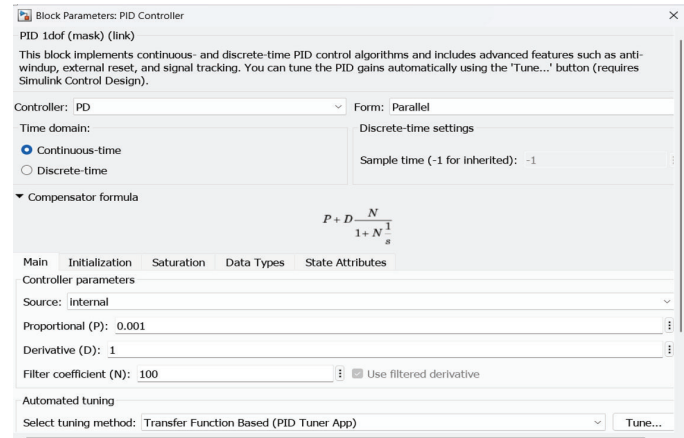 Block Parameters: PID Controller
PID 1dof (mask) (link)
This block implements continuous- and discrete-time PID control algorithms and includes advanced features such as anti-
windup, external reset, and signal tracking. You can tune the PID gains automatically using the 'Tune...' button (requires
Simulink Control Design).
Controller: PD Form: Parallel
Time domain: Discrete-time settings
Continuous-time
Sample time (-1 for inherited): -1
Discrete-time
Compensator formula
P + D N / (1 + N 1/s)
Main Initialization Saturation Data Types State Attributes
Controller parameters
Source: internal
Proportional (P): 0.001
Derivative (D): 1
Filter coefficient (N): 100 Use filtered derivative
Automated tuning
Select tuning method: Transfer Function Based (PID Tuner App) Tune...